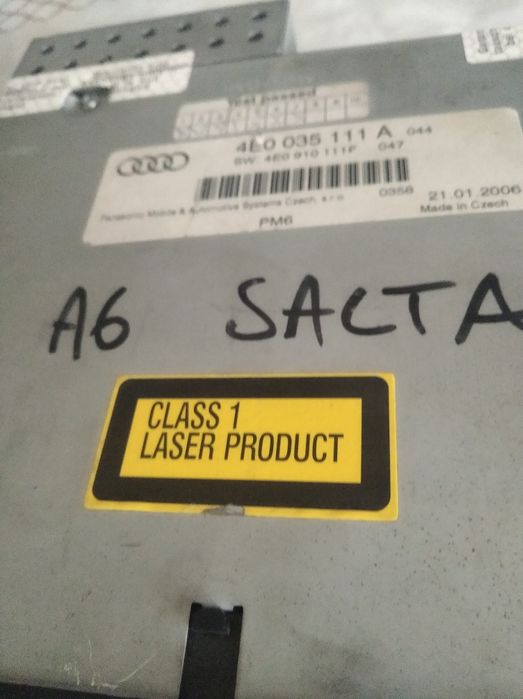 Test passed
4E0 035 111 A 044
SW: 4E0 910 111F 047
0358 21.01.2006
Panasonic Mobile & Automotive Systems Czech, s.r.o. Made in Czech
PM6
A6 SACTA
CLASS 1
LASER PRODUCT